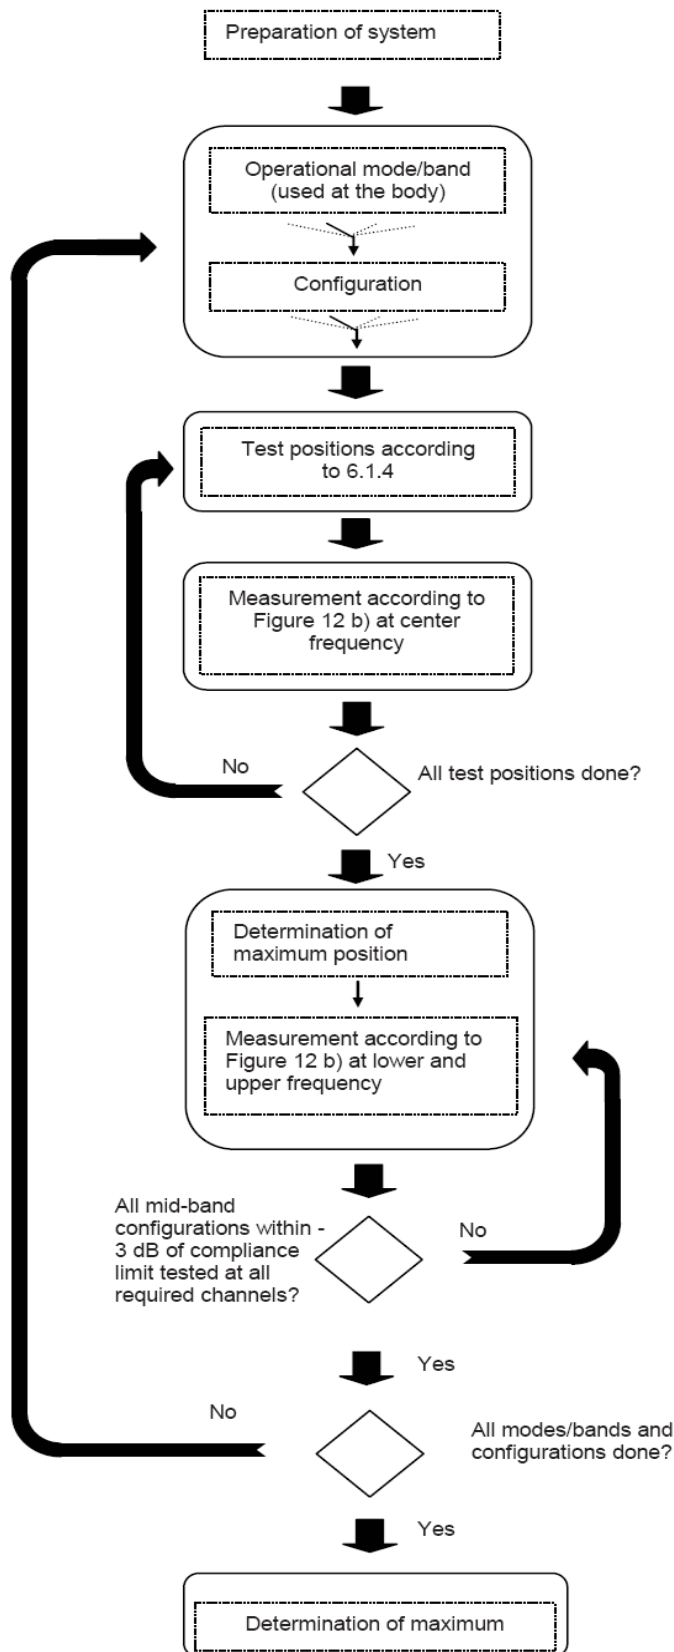 Preparation of system
Operational mode/band
(used at the body)
Configuration
Test positions according
to 6.1.4
Measurement according to
Figure 12 b) at center
frequency
No
All test positions done?
Yes
Determination of
maximum position
Measurement according to
Figure 12 b) at lower and
upper frequency
All mid-band
configurations within -
3 dB of compliance
limit tested at all
required channels?
No
Yes
No
All modes/bands and
configurations done?
Yes
Determination of maximum